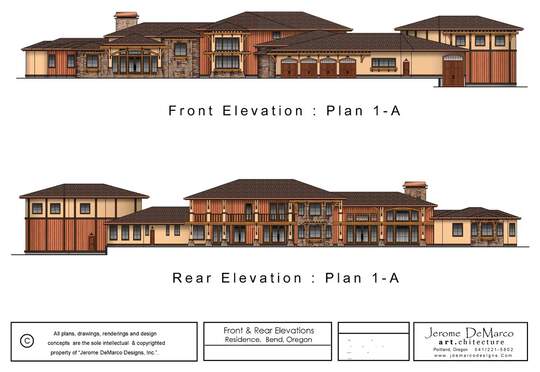 Front Elevation : Plan 1-A
Rear Elevation : Plan 1-A
C
All plans, drawings, renderings and design
concepts are the sole intellectual & copyrighted
property of "Jerome DeMarco Designs, Inc.".
Front & Rear Elevations
Residence, Bend, Oregon
Jerome DeMarco
art.chitecture
Portland, Oregon 541/221-5802
www.joemarcodesigns.com